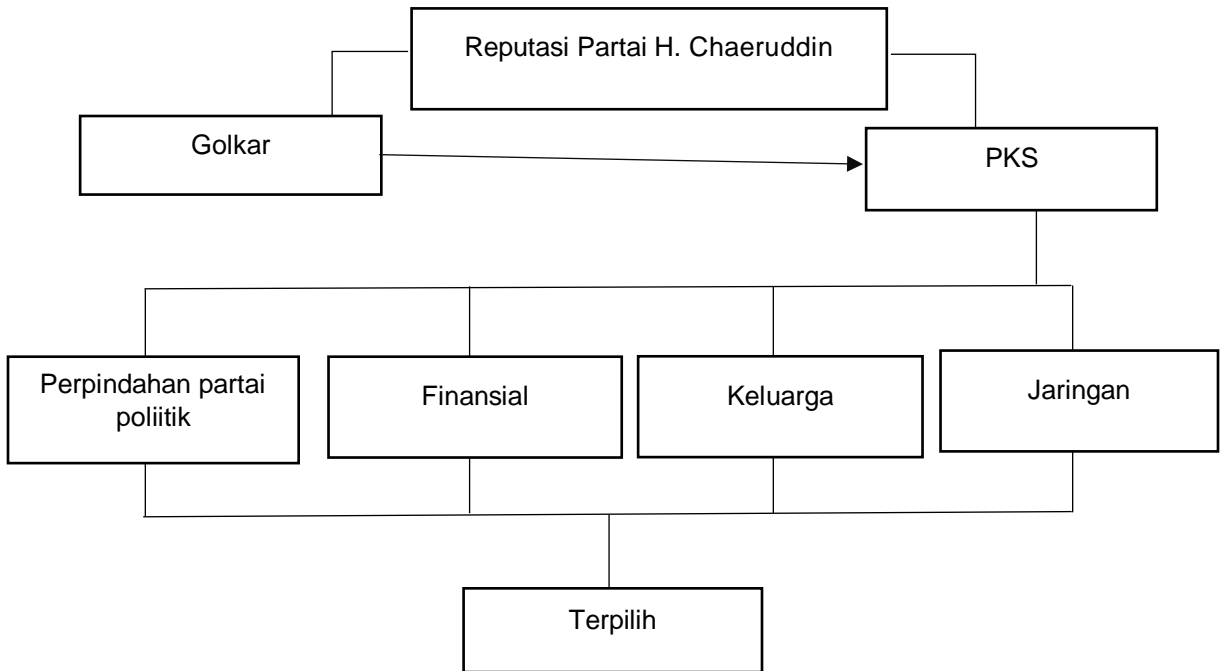 Reputasi Partai H. Chaeruddin
Golkar
PKS
Perpindahan partai
poliitik
Finansial
Keluarga
Jaringan
Terpilih